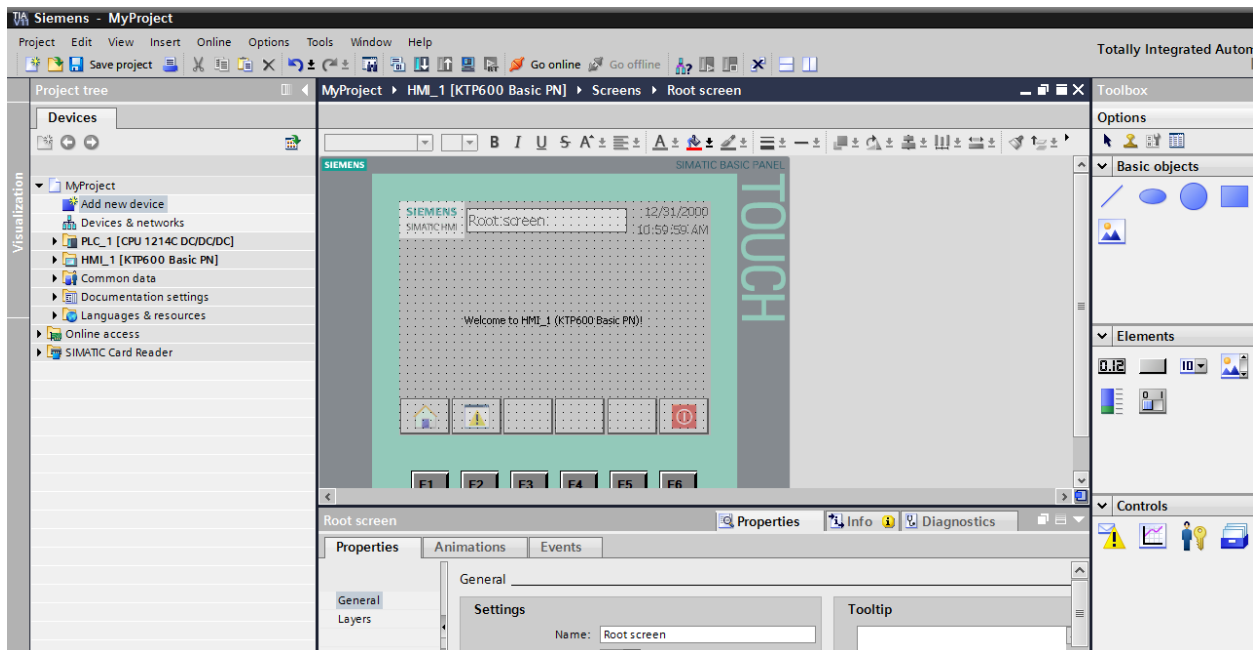 Siemens - MyProject
Project Edit View Insert Online Options Tools Window Help
Totally Integrated Autom
Save project Go online Go offline
Project tree
MyProject HMI_1 [KTP600 Basic PN] Screens Root screen
Toolbox
Devices
Options
B I U S A A
Visualization
MyProject
Add new device
Devices & networks
PLC_1 [CPU 1214C DC/DC/DC]
HMI_1 [KTP600 Basic PN]
Common data
Documentation settings
Languages & resources
Online access
SIMATIC Card Reader
SIEMENS SIMATIC BASIC PANEL
TOUCH
SIEMENS
SIMATIC HMI
Root screen
12/31/2000
10:59:59 AM
Welcome to HMI_1 (KTP600 Basic PN)!
F1 F2 F3 F4 F5 F6
Basic objects
Elements
0.12 10
0 1
Controls
Root screen
Properties Info Diagnostics
Properties Animations Events
General
Layers
General
Settings
Name: Root screen
Tooltip